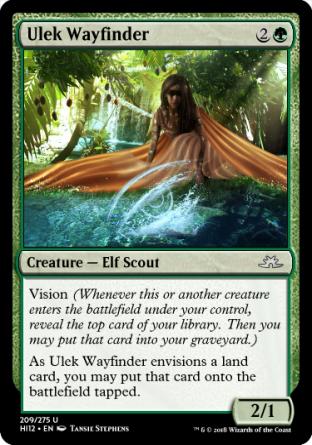 Ulek Wayfinder 2
Creature — Elf Scout
Vision (Whenever this or another creature
enters the battlefield under your control,
reveal the top card of your library. Then you
may put that card into your graveyard.)
As Ulek Wayfinder envisions a land
card, you may put that card onto the
battlefield tapped.
2/1
209/275 U
HI12 • EN Tansie Stephens
™ & © 2018 Wizards of the Coast